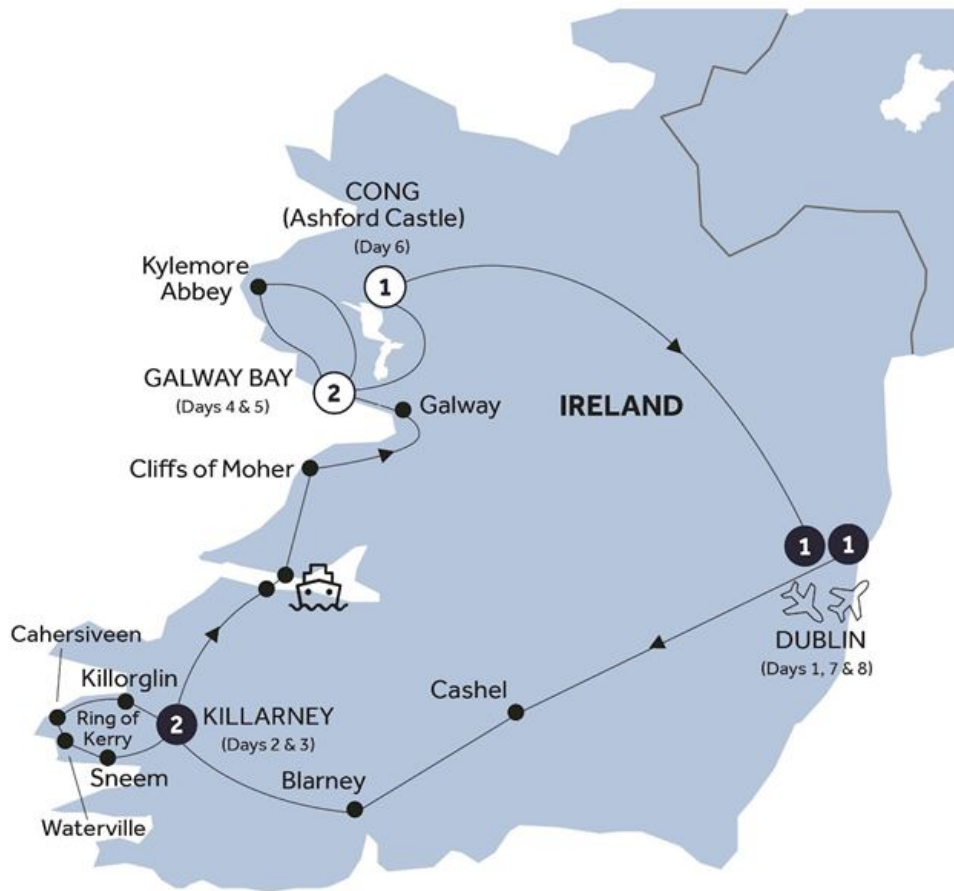 CONG
(Ashford Castle)
(Day 6)
1
Kylemore
Abbey
GALWAY BAY
(Days 4 & 5)
2
Galway
IRELAND
Cliffs of Moher
1
1
DUBLIN
(Days 1, 7 & 8)
Cahersiveen
Killorglin
Ring of
Kerry
2
KILLARNEY
(Days 2 & 3)
Cashel
Sneem
Blarney
Waterville